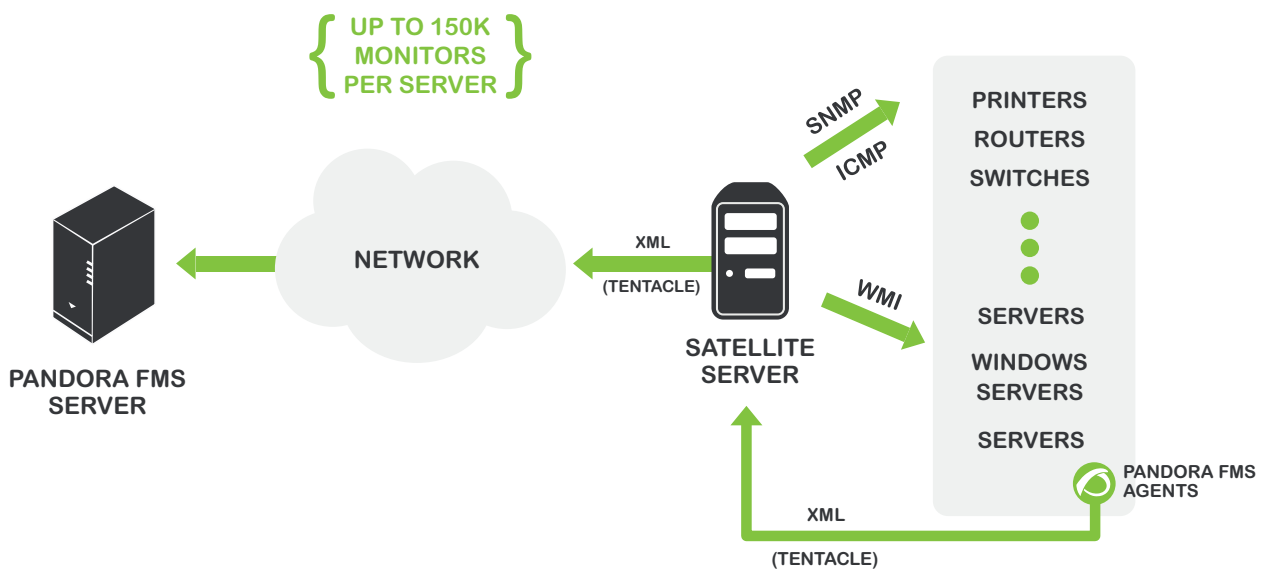 UP TO 150K
MONITORS
PER SERVER
SNMP
ICMP
PRINTERS
ROUTERS
SWITCHES
NETWORK
XML
(TENTACLE)
WMI
SERVERS
WINDOWS
SERVERS
SERVERS
SATELLITE
SERVER
PANDORA FMS
SERVER
PANDORA FMS
AGENTS
XML
(TENTACLE)